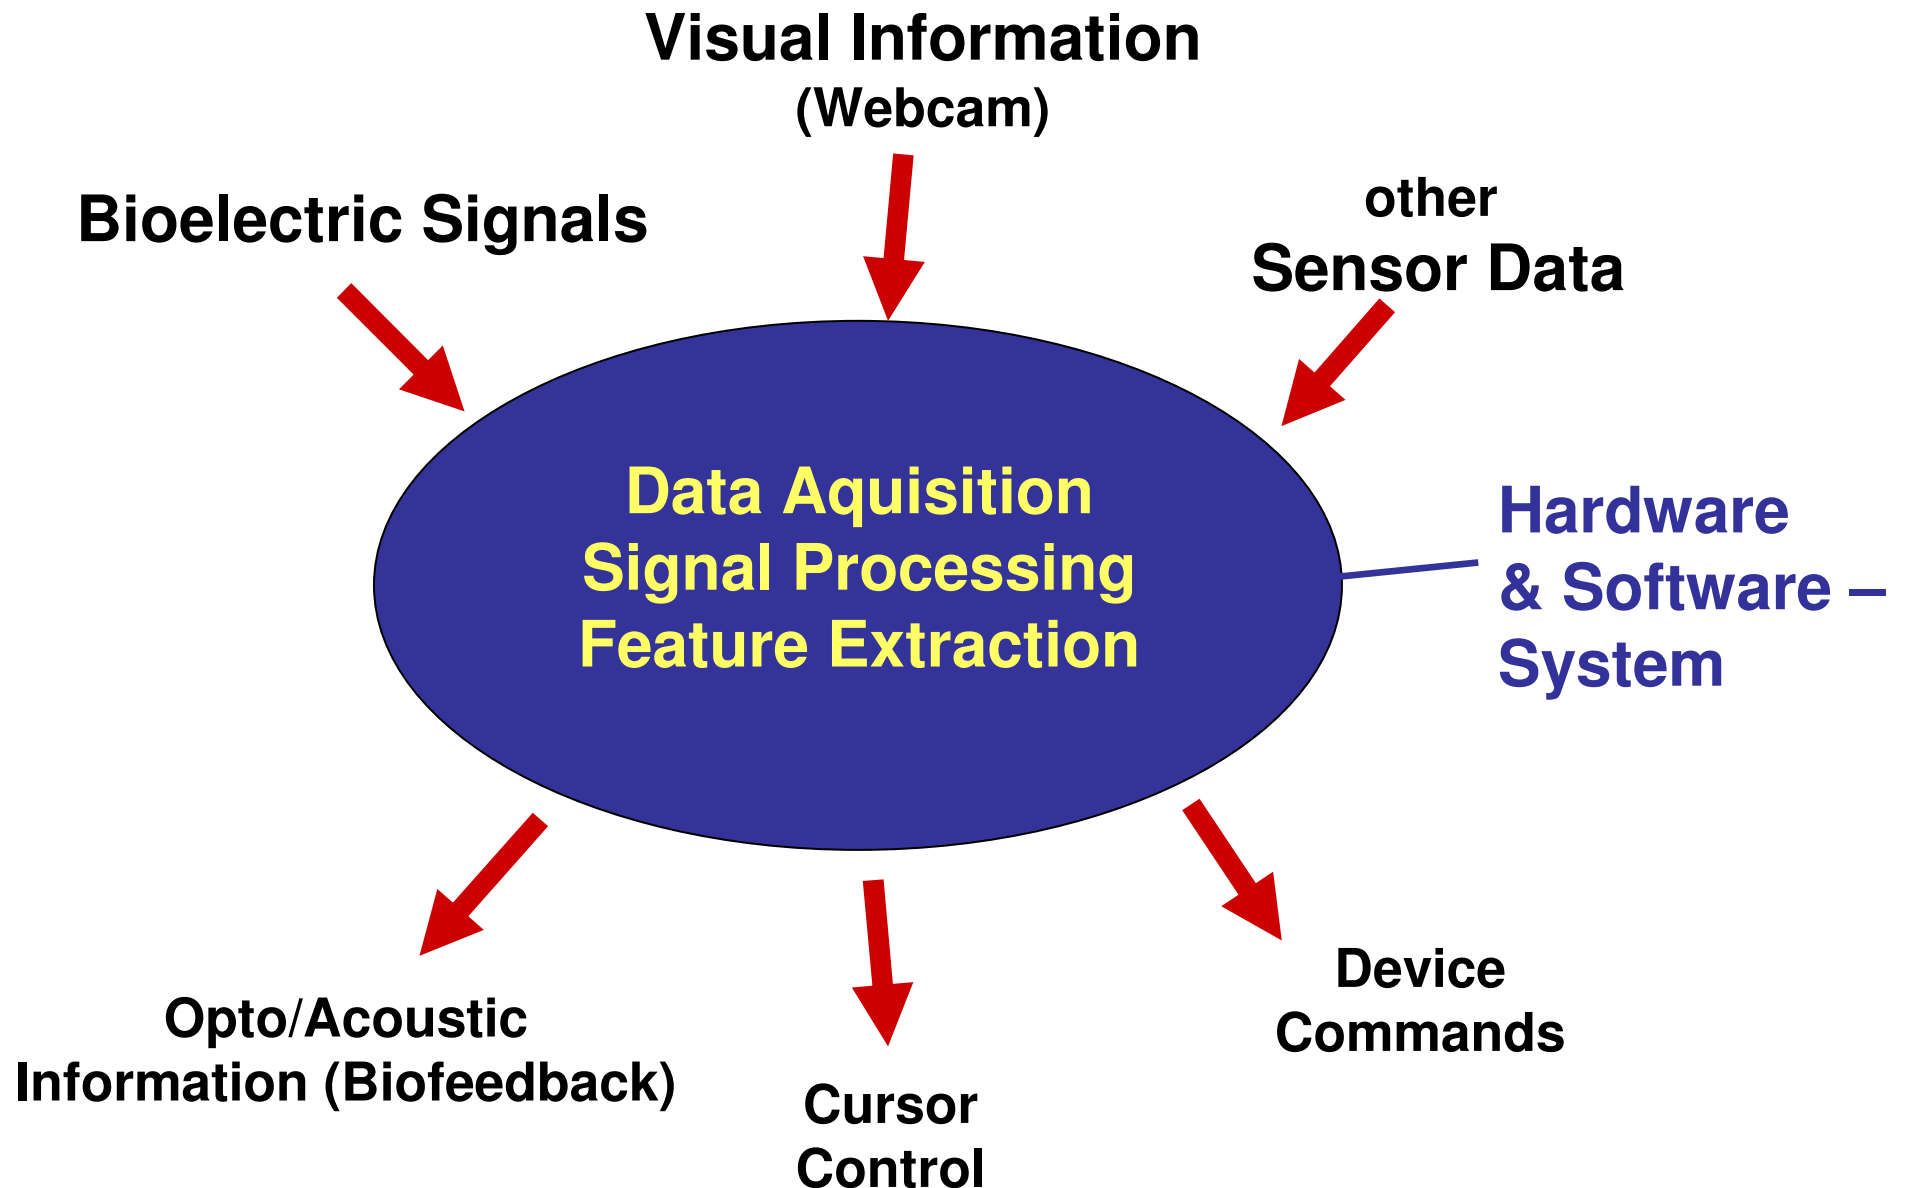 Visual Information
(Webcam)
Bioelectric Signals
other
Sensor Data
Data Aquisition
Signal Processing
Feature Extraction
Hardware
& Software –
System
Opto/Acoustic
Information (Biofeedback)
Cursor
Control
Device
Commands